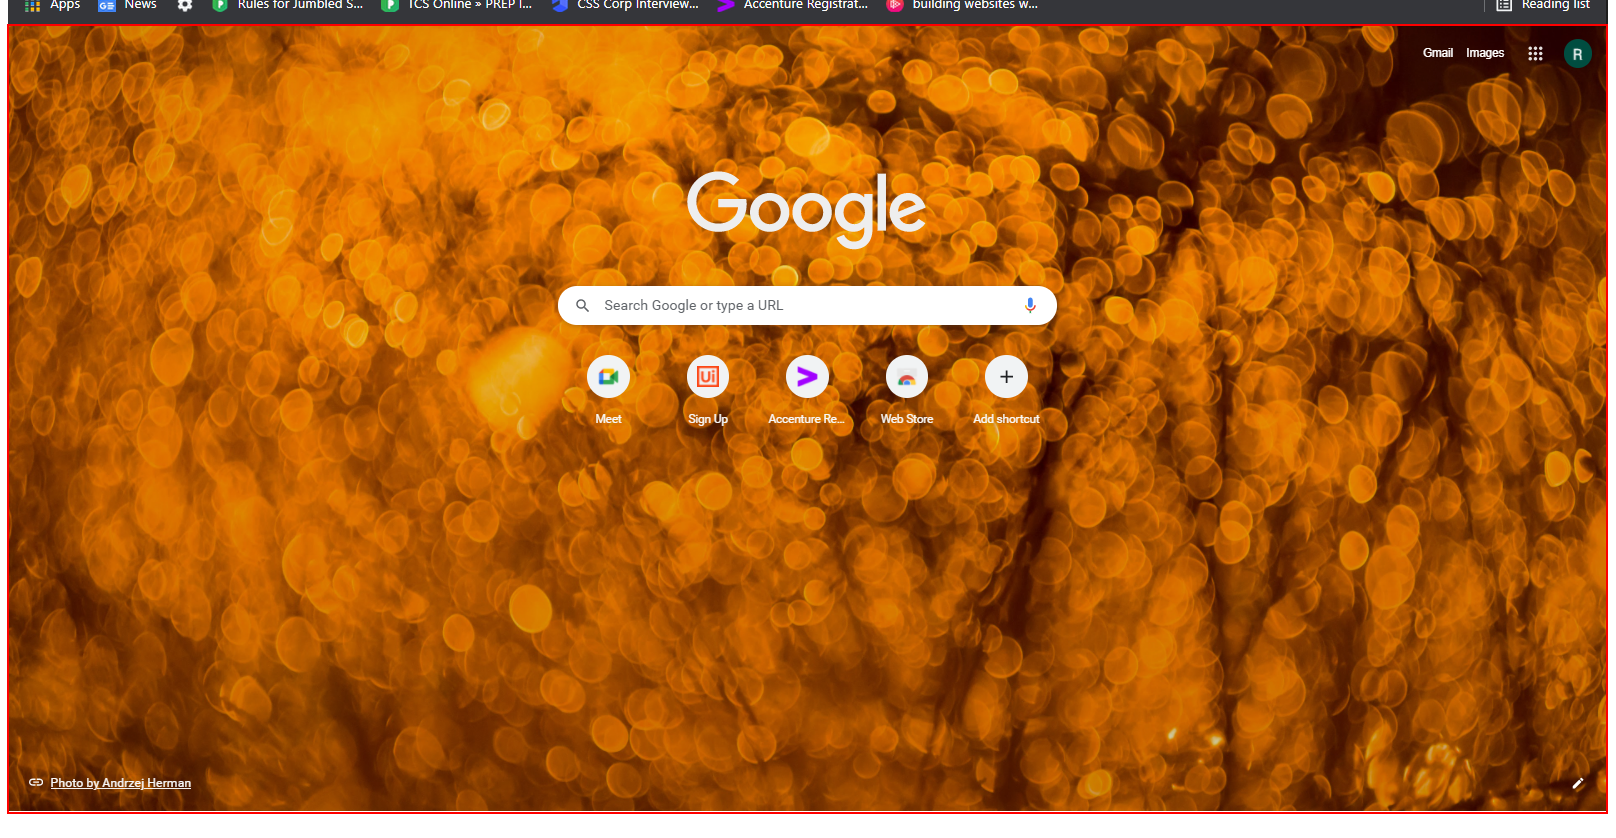 Apps News Rules for Jumbled S... TCS Online » PREP I... CSS Corp Interview... Accenture Registrat... building websites w... Reading list
Gmail Images R
Google
Search Google or type a URL
Meet Sign Up Accenture Re... Web Store Add shortcut
Photo by Andrzej Herman